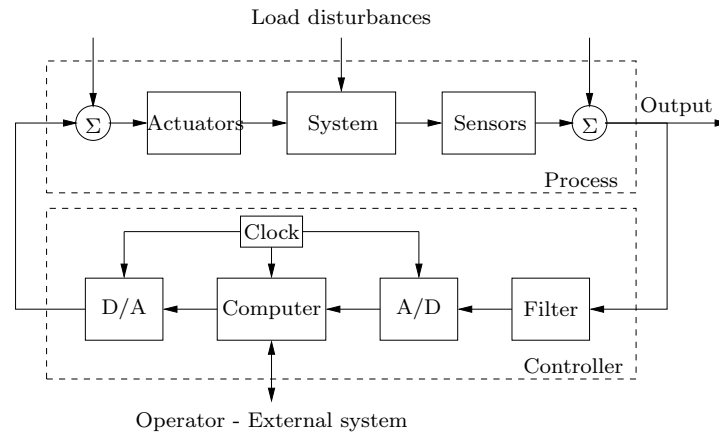 Load disturbances
Output
Σ
Actuators
System
Sensors
Σ
Process
Clock
D/A
Computer
A/D
Filter
Controller
Operator - External system